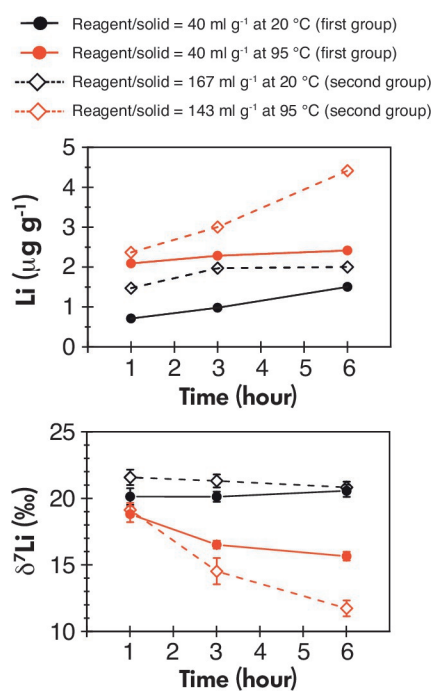 Reagent/solid = 40 ml g⁻¹ at 20 °C (first group)
Reagent/solid = 40 ml g⁻¹ at 95 °C (first group)
Reagent/solid = 167 ml g⁻¹ at 20 °C (second group)
Reagent/solid = 143 ml g⁻¹ at 95 °C (second group)
5
4
3
2
1
0
Li (μg g⁻¹)
1 2 3 4 5 6
Time (hour)
25
20
15
10
δ⁷Li (‰)
1 2 3 4 5 6
Time (hour)